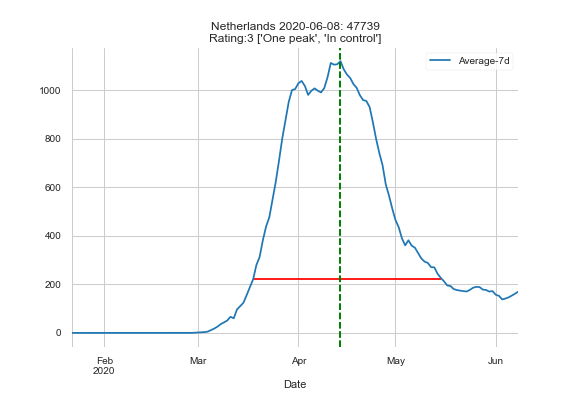 Netherlands 2020-06-08: 47739
Rating:3 ['One peak', 'In control']
Average-7d
1000
800
600
400
200
0
Feb Mar Apr May Jun
2020
Date